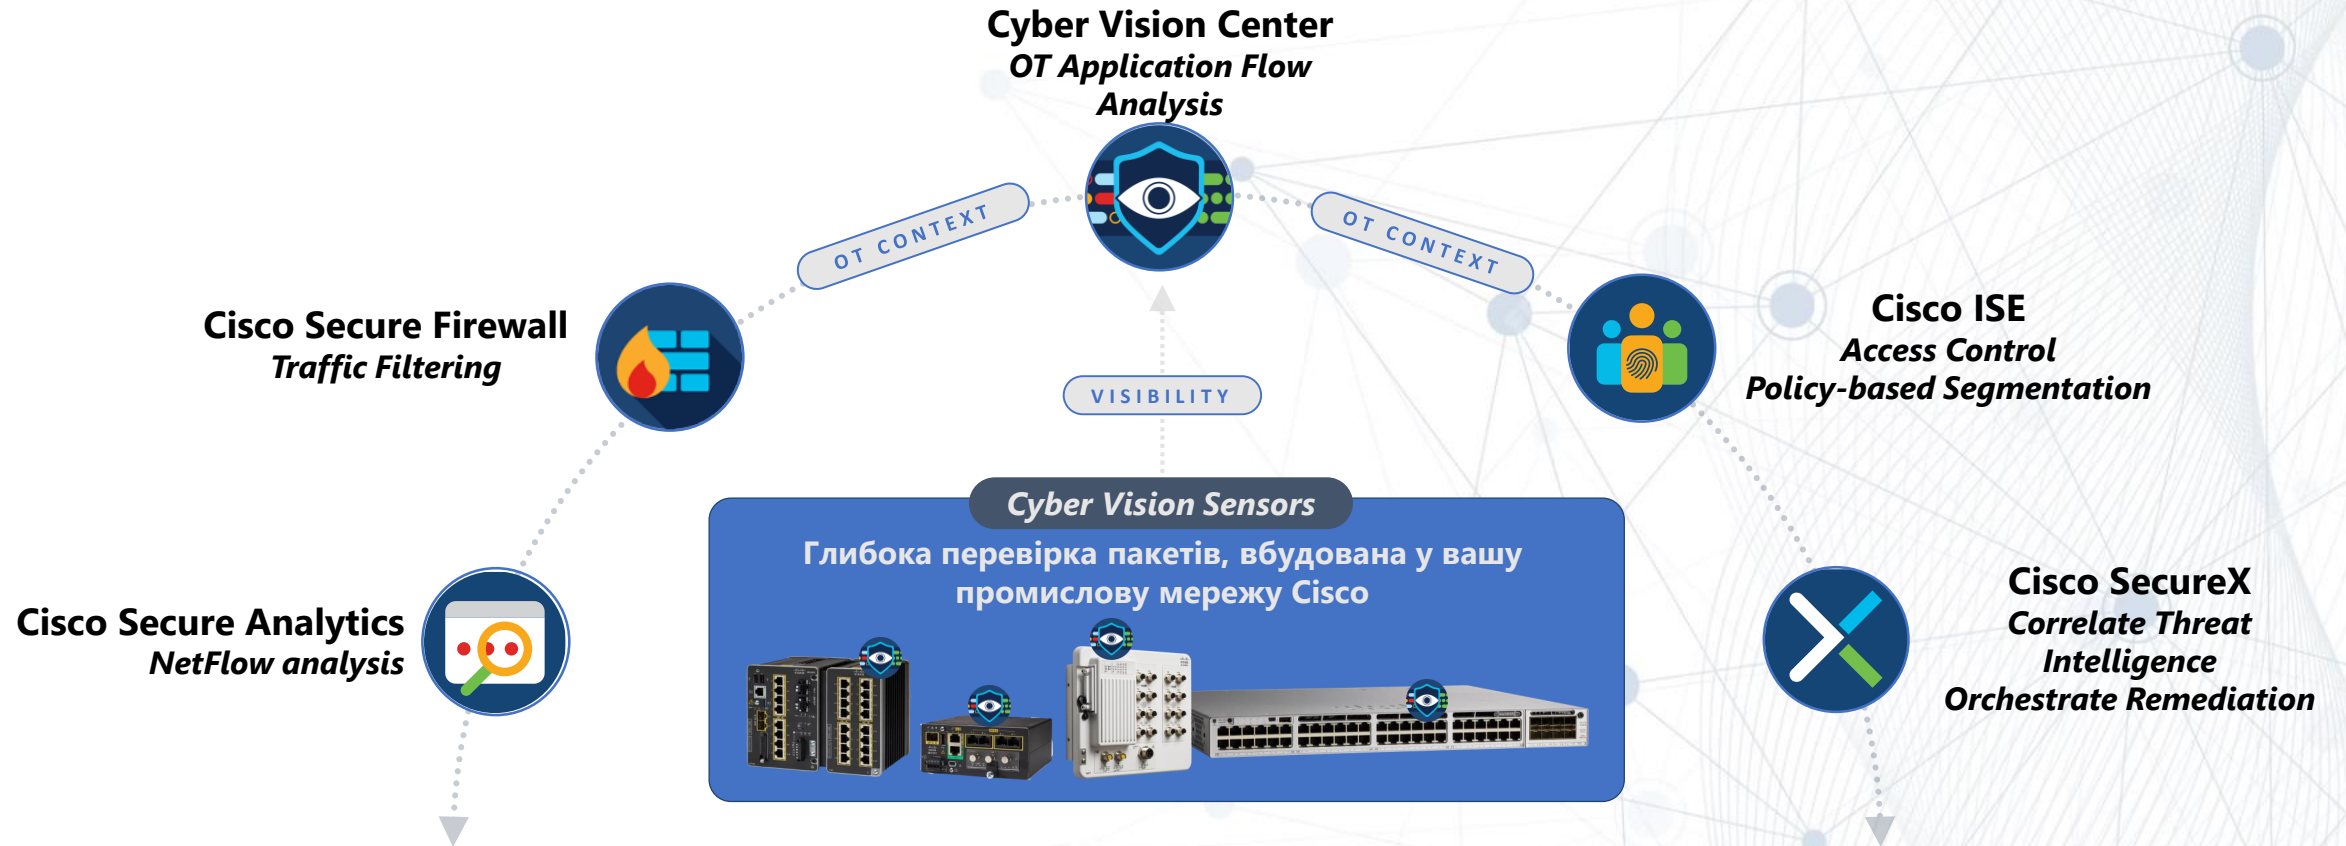 Cyber Vision Center
OT Application Flow
Analysis
OT CONTEXT
OT CONTEXT
Cisco Secure Firewall
Traffic Filtering
Cisco ISE
Access Control
Policy-based Segmentation
VISIBILITY
Cyber Vision Sensors
Глибока перевірка пакетів, вбудована у вашу
промислову мережу Cisco
Cisco Secure Analytics
NetFlow analysis
Cisco SecureX
Correlate Threat
Intelligence
Orchestrate Remediation